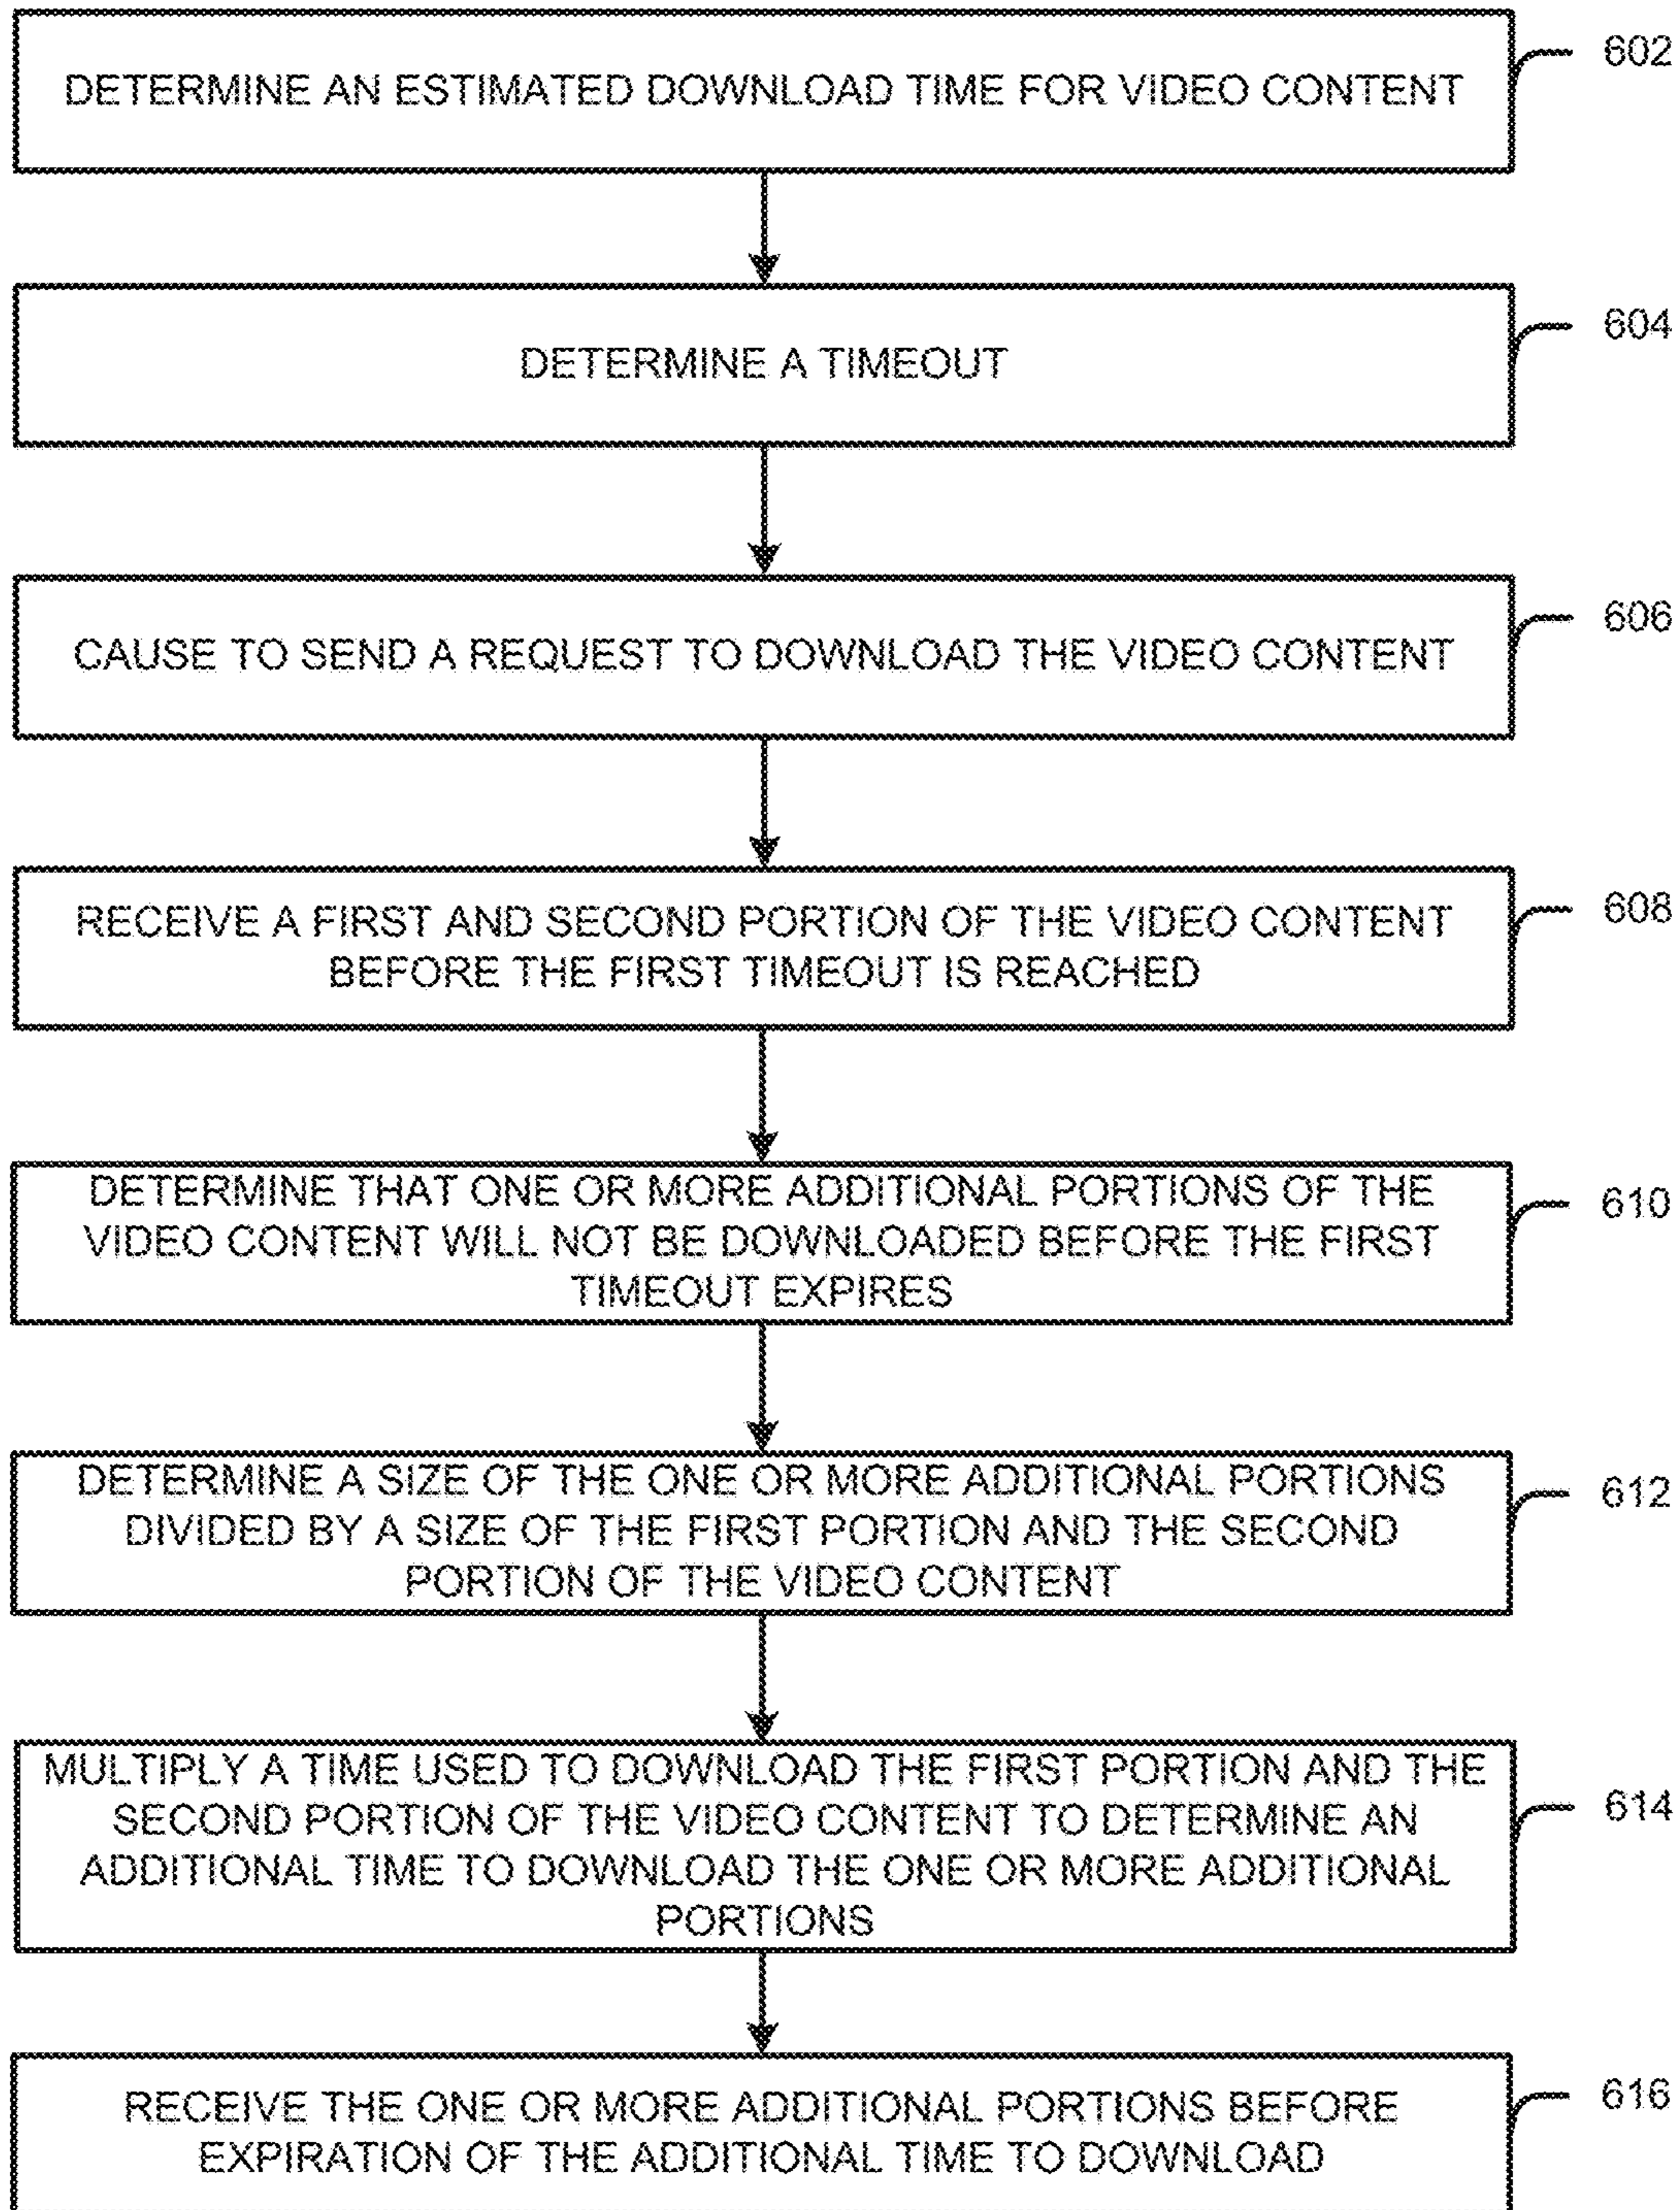 DETERMINE AN ESTIMATED DOWNLOAD TIME FOR VIDEO CONTENT
602
DETERMINE A TIMEOUT
604
CAUSE TO SEND A REQUEST TO DOWNLOAD THE VIDEO CONTENT
606
RECEIVE A FIRST AND SECOND PORTION OF THE VIDEO CONTENT
BEFORE THE FIRST TIMEOUT IS REACHED
608
DETERMINE THAT ONE OR MORE ADDITIONAL PORTIONS OF THE
VIDEO CONTENT WILL NOT BE DOWNLOADED BEFORE THE FIRST
TIMEOUT EXPIRES
610
DETERMINE A SIZE OF THE ONE OR MORE ADDITIONAL PORTIONS
DIVIDED BY A SIZE OF THE FIRST PORTION AND THE SECOND
PORTION OF THE VIDEO CONTENT
612
MULTIPLY A TIME USED TO DOWNLOAD THE FIRST PORTION AND THE
SECOND PORTION OF THE VIDEO CONTENT TO DETERMINE AN
ADDITIONAL TIME TO DOWNLOAD THE ONE OR MORE ADDITIONAL
PORTIONS
614
RECEIVE THE ONE OR MORE ADDITIONAL PORTIONS BEFORE
EXPIRATION OF THE ADDITIONAL TIME TO DOWNLOAD
616